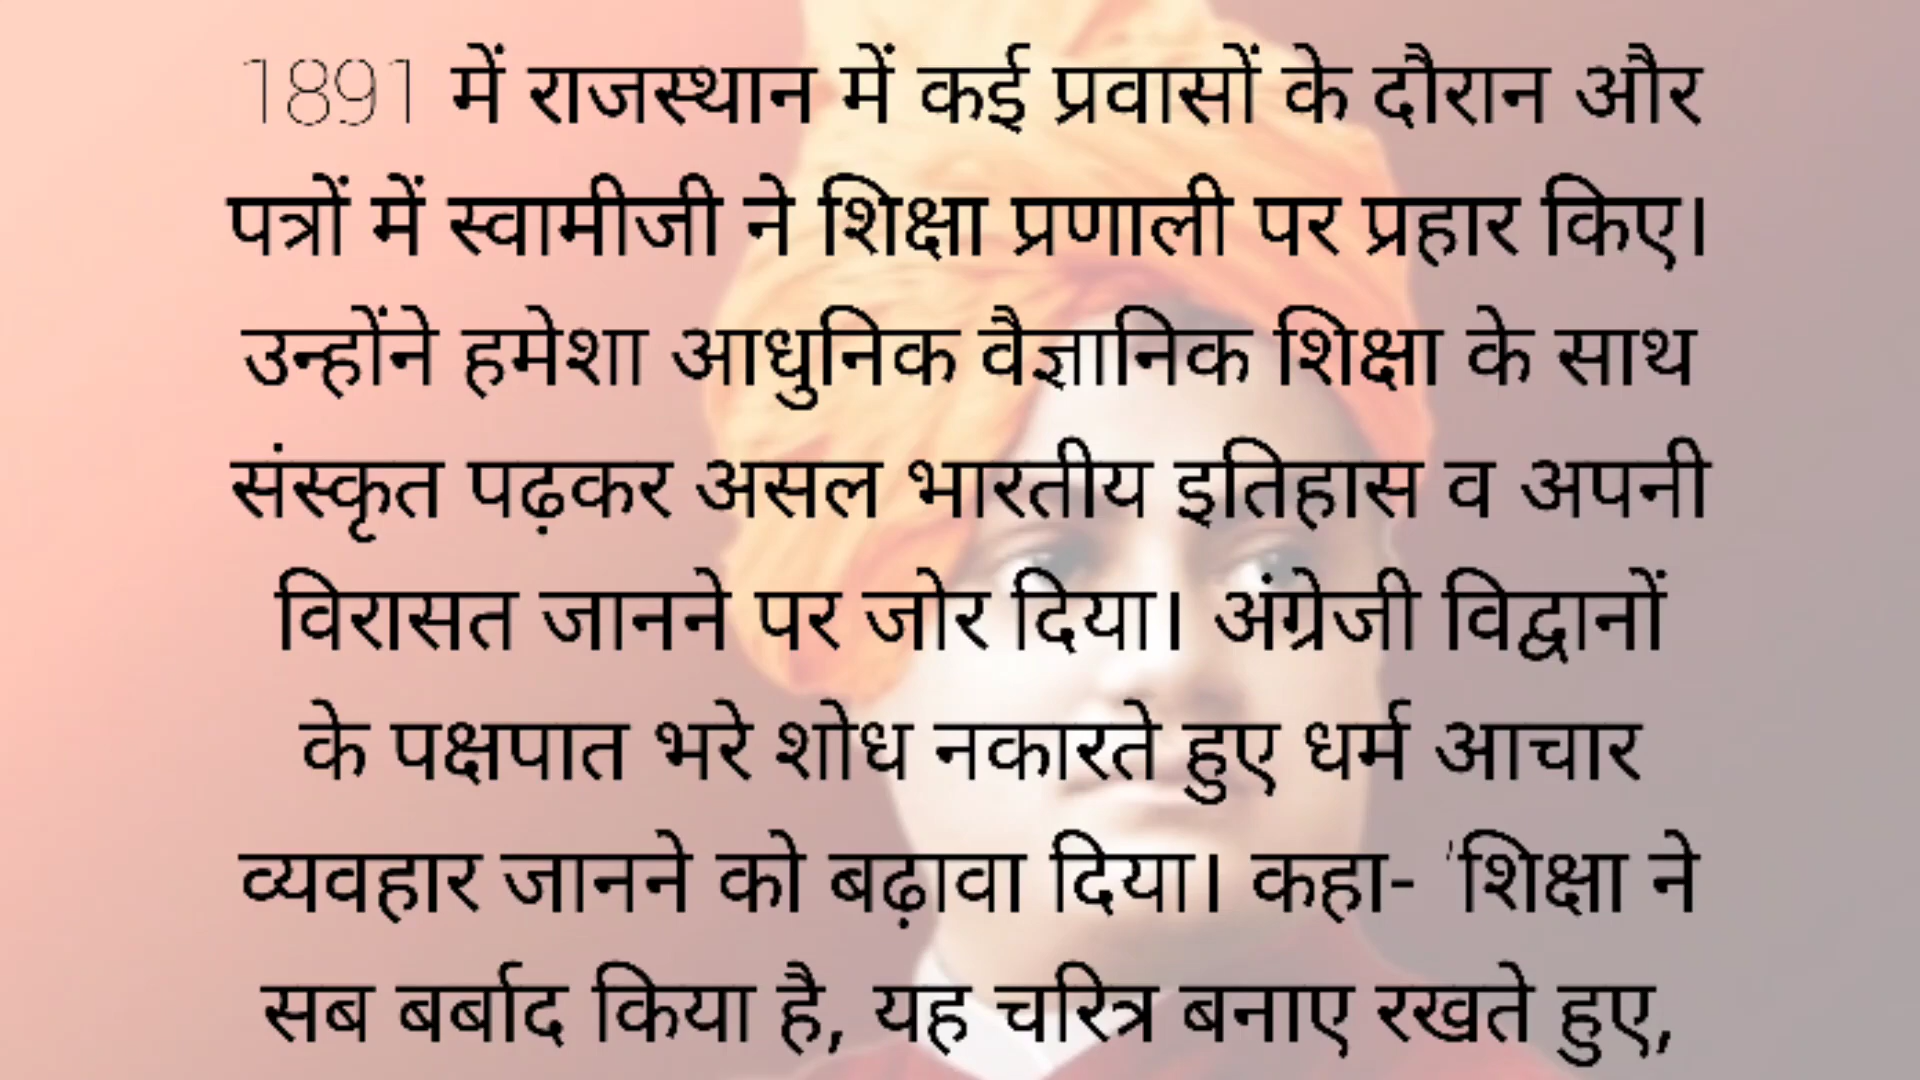 1891 में राजस्थान में कई प्रवासों के दौरान और
पत्रों में स्वामीजी ने शिक्षा प्रणाली पर प्रहार किए।
उन्होंने हमेशा आधुनिक वैज्ञानिक शिक्षा के साथ
संस्कृत पढ़कर असल भारतीय इतिहास व अपनी
विरासत जानने पर जोर दिया। अंग्रेजी विद्वानों
के पक्षपात भरे शोध नकारते हुए धर्म आचार
व्यवहार जानने को बढ़ावा दिया। कहा- 'शिक्षा ने
सब बर्बाद किया है, यह चरित्र बनाए रखते हुए,